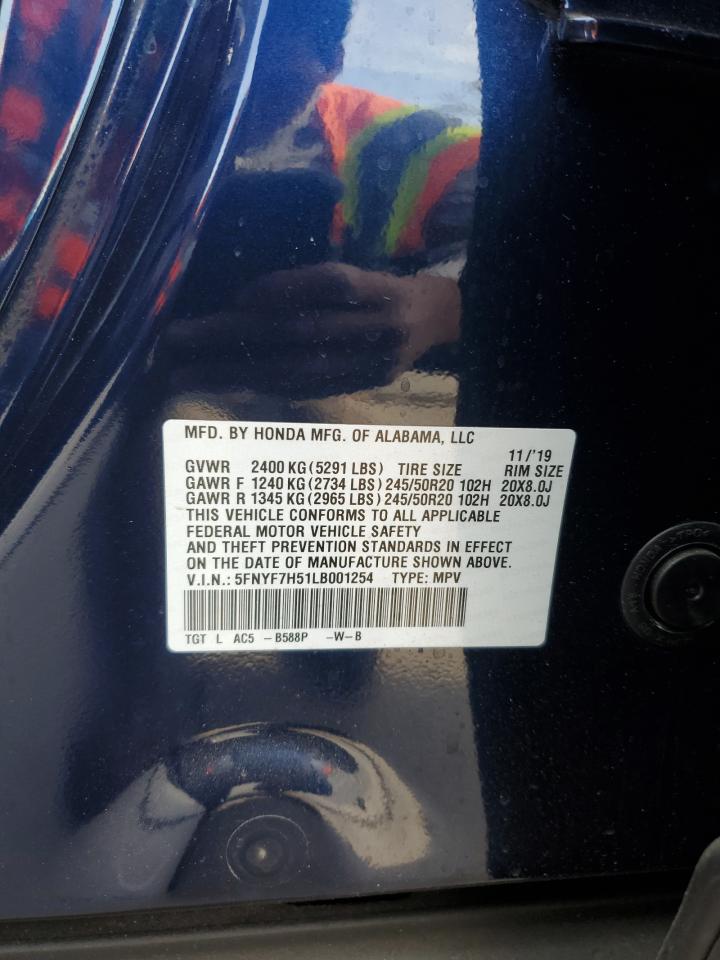 MFD. BY HONDA MFG. OF ALABAMA, LLC
11/'19
GVWR 2400 KG (5291 LBS) TIRE SIZE RIM SIZE
GAWR F 1240 KG (2734 LBS) 245/50R20 102H 20X8.0J
GAWR R 1345 KG (2965 LBS) 245/50R20 102H 20X8.0J
THIS VEHICLE CONFORMS TO ALL APPLICABLE
FEDERAL MOTOR VEHICLE SAFETY
AND THEFT PREVENTION STANDARDS IN EFFECT
ON THE DATE OF MANUFACTURE SHOWN ABOVE.
V.I.N.: 5FNYF7H51LB001254 TYPE: MPV
TGT L AC5 -B588P -W-B
HONDA